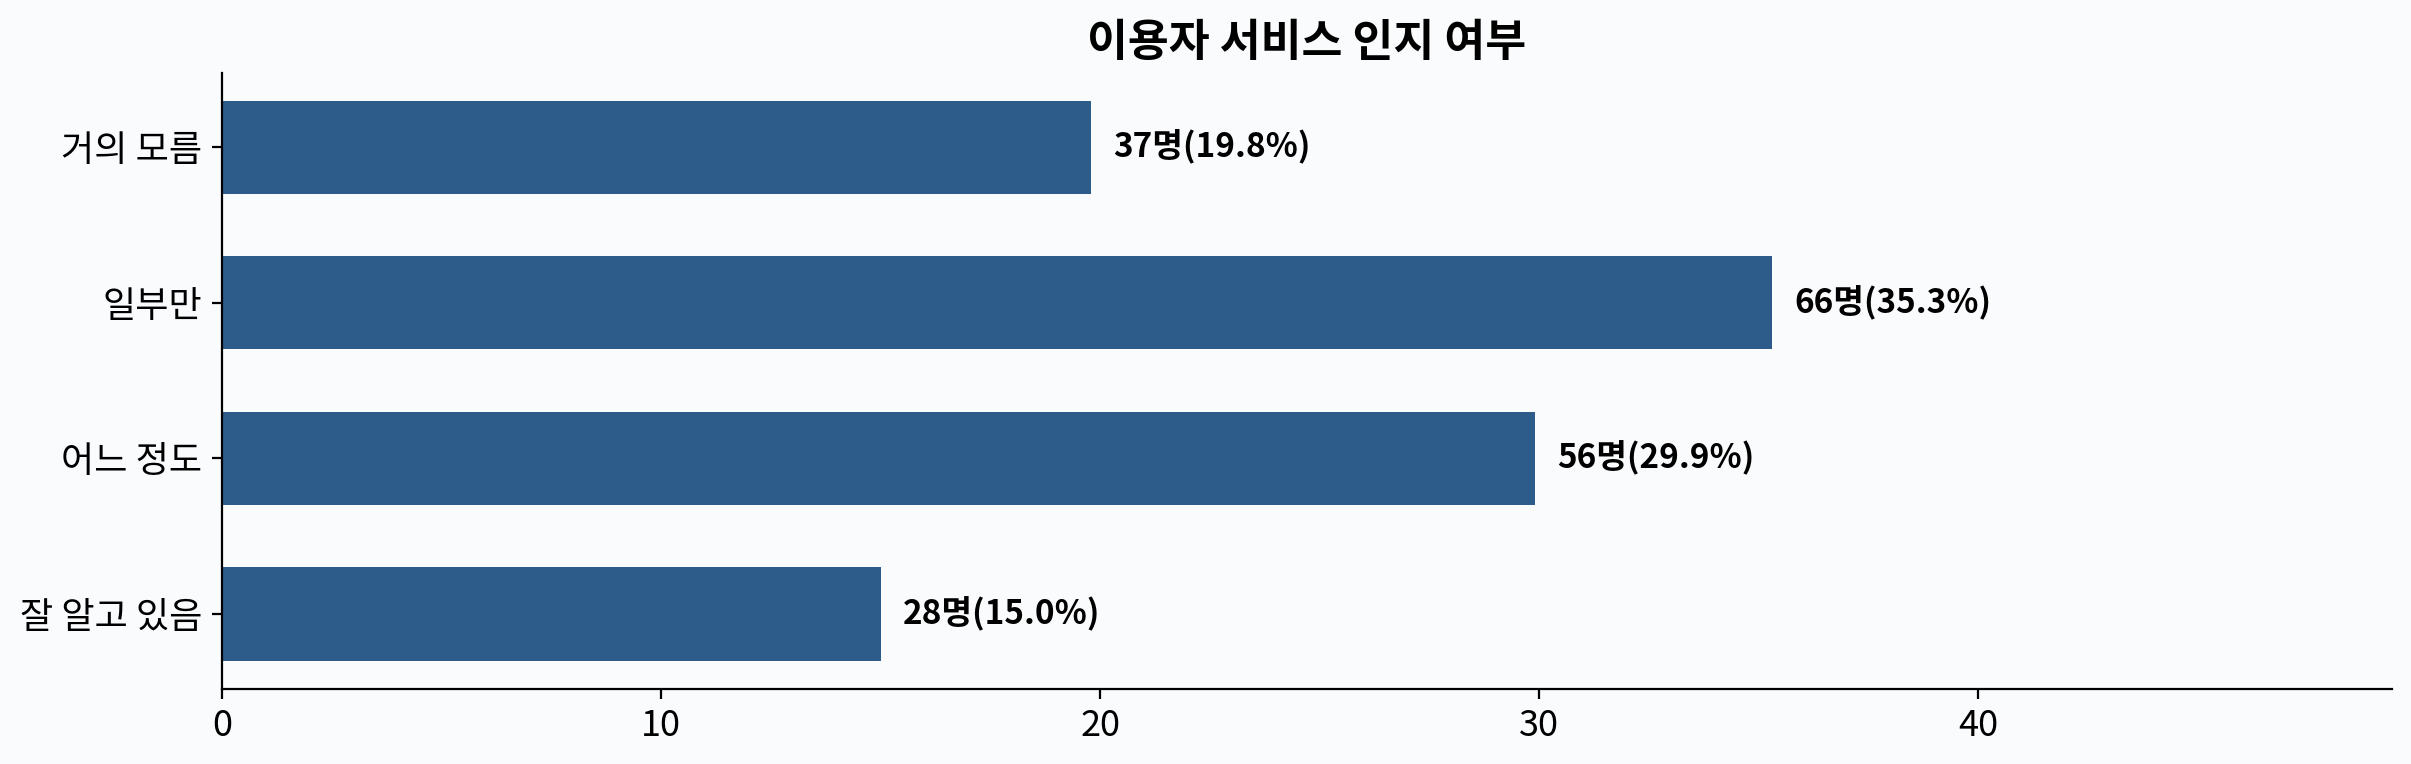 이용자 서비스 인지 여부
거의 모름
37명(19.8%)
일부만
66명(35.3%)
어느 정도
56명(29.9%)
잘 알고 있음
28명(15.0%)
0
10
20
30
40